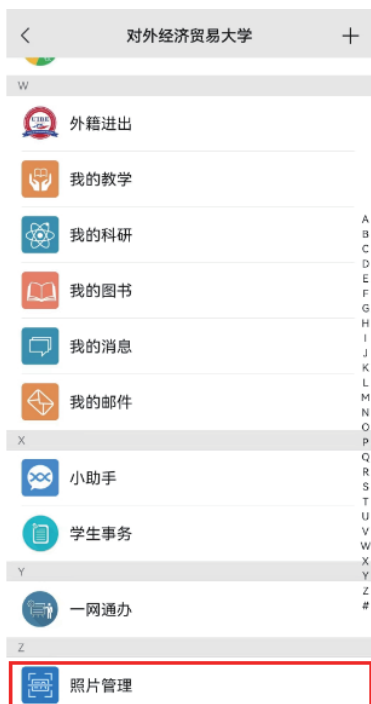 对外经济贸易大学
W
外籍进出
我的教学
我的科研
我的图书
我的消息
我的邮件
X
小助手
学生事务
Y
一网通办
Z
照片管理
A
B
C
D
E
F
G
H
I
J
K
L
M
N
O
P
Q
R
S
T
U
V
W
X
Y
Z
#